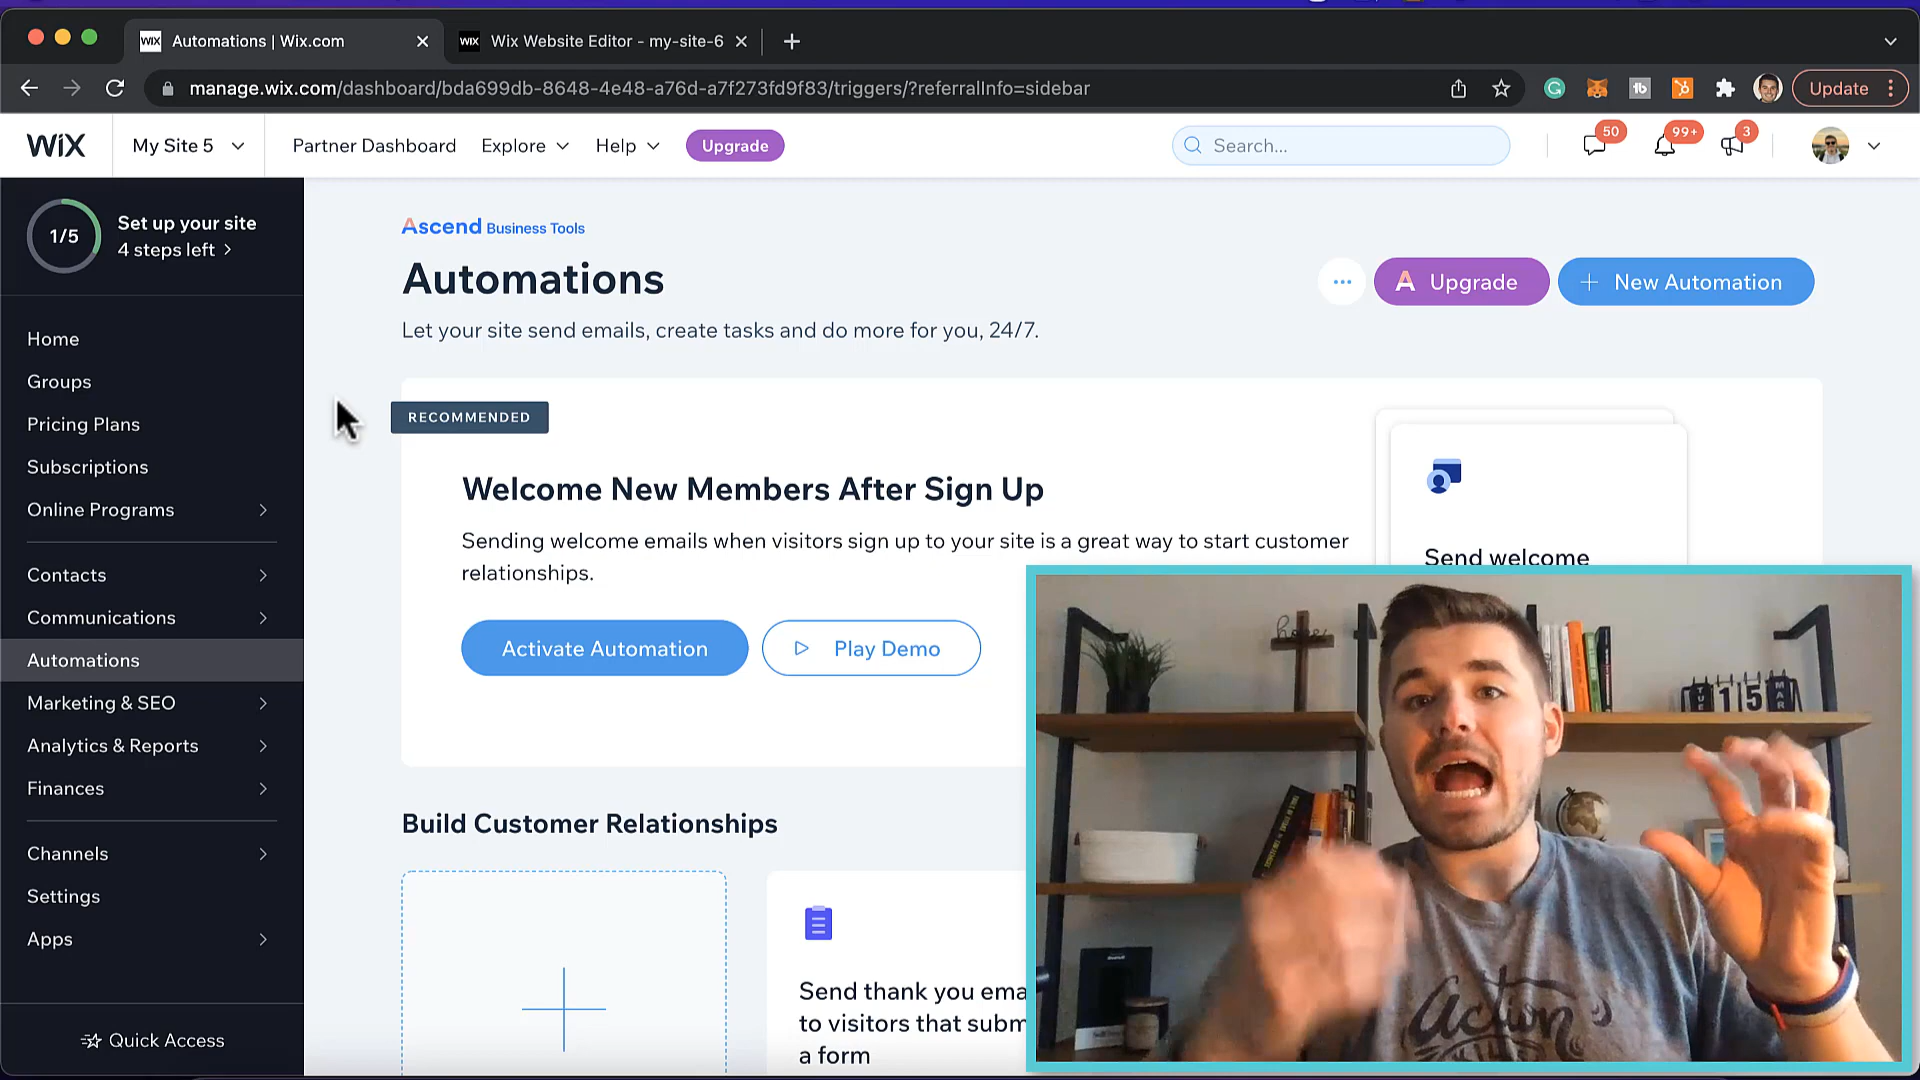 WIX Automations | Wix.com
WIX Wix Website Editor - my-site-6
manage.wix.com/dashboard/bda699db-8648-4e48-a76d-a7f273fd9f83/triggers/?referralInfo=sidebar
Update
WiX
My Site 5
Partner Dashboard
Explore
Help
Upgrade
Search...
50
99+
3
1/5
Set up your site
4 steps left
Home
Groups
Pricing Plans
Subscriptions
Online Programs
Contacts
Communications
Automations
Marketing & SEO
Analytics & Reports
Finances
Channels
Settings
Apps
Quick Access
Ascend Business Tools
Automations
Let your site send emails, create tasks and do more for you, 24/7.
A Upgrade
New Automation
RECOMMENDED
Welcome New Members After Sign Up
Sending welcome emails when visitors sign up to your site is a great way to start customer
relationships.
Activate Automation
Play Demo
Send welcome
Build Customer Relationships
Send thank you ema
to visitors that subm
a form
TUE 15 MAR
Action